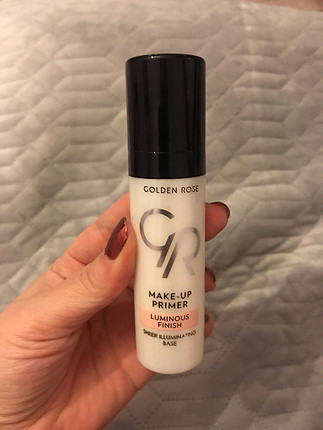 GOLDEN ROSE
GR
MAKE-UP
PRIMER
LUMINOUS
FINISH
SHEER ILLUMINATING
BASE